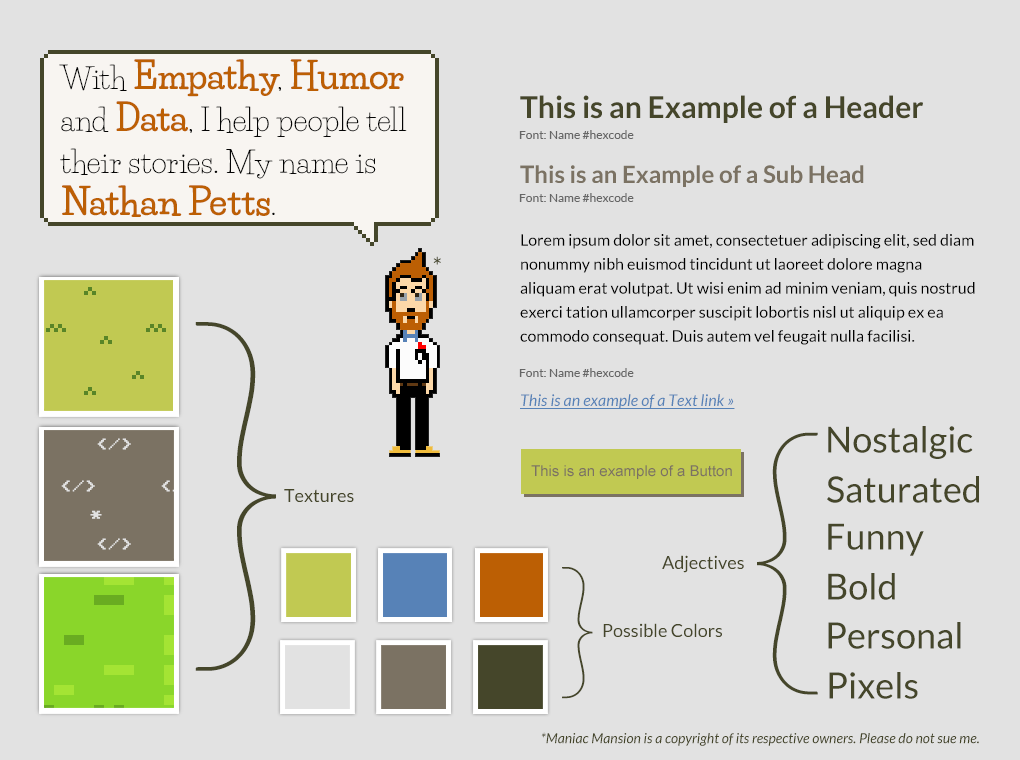 With Empathy, Humor
and Data, I help people tell
their stories. My name is
Nathan Petts.
*
This is an Example of a Header
Font: Name #hexcode
This is an Example of a Sub Head
Font: Name #hexcode
Lorem ipsum dolor sit amet, consectetuer adipiscing elit, sed diam
nonummy nibh euismod tincidunt ut laoreet dolore magna
aliquam erat volutpat. Ut wisi enim ad minim veniam, quis nostrud
exerci tation ullamcorper suscipit lobortis nisl ut aliquip ex ea
commodo consequat. Duis autem vel feugait nulla facilisi.
Font: Name #hexcode
This is an example of a Text link »
This is an example of a Button
</>
</>
<
*
</>
Textures
Possible Colors
Adjectives
Nostalgic
Saturated
Funny
Bold
Personal
Pixels
*Maniac Mansion is a copyright of its respective owners. Please do not sue me.